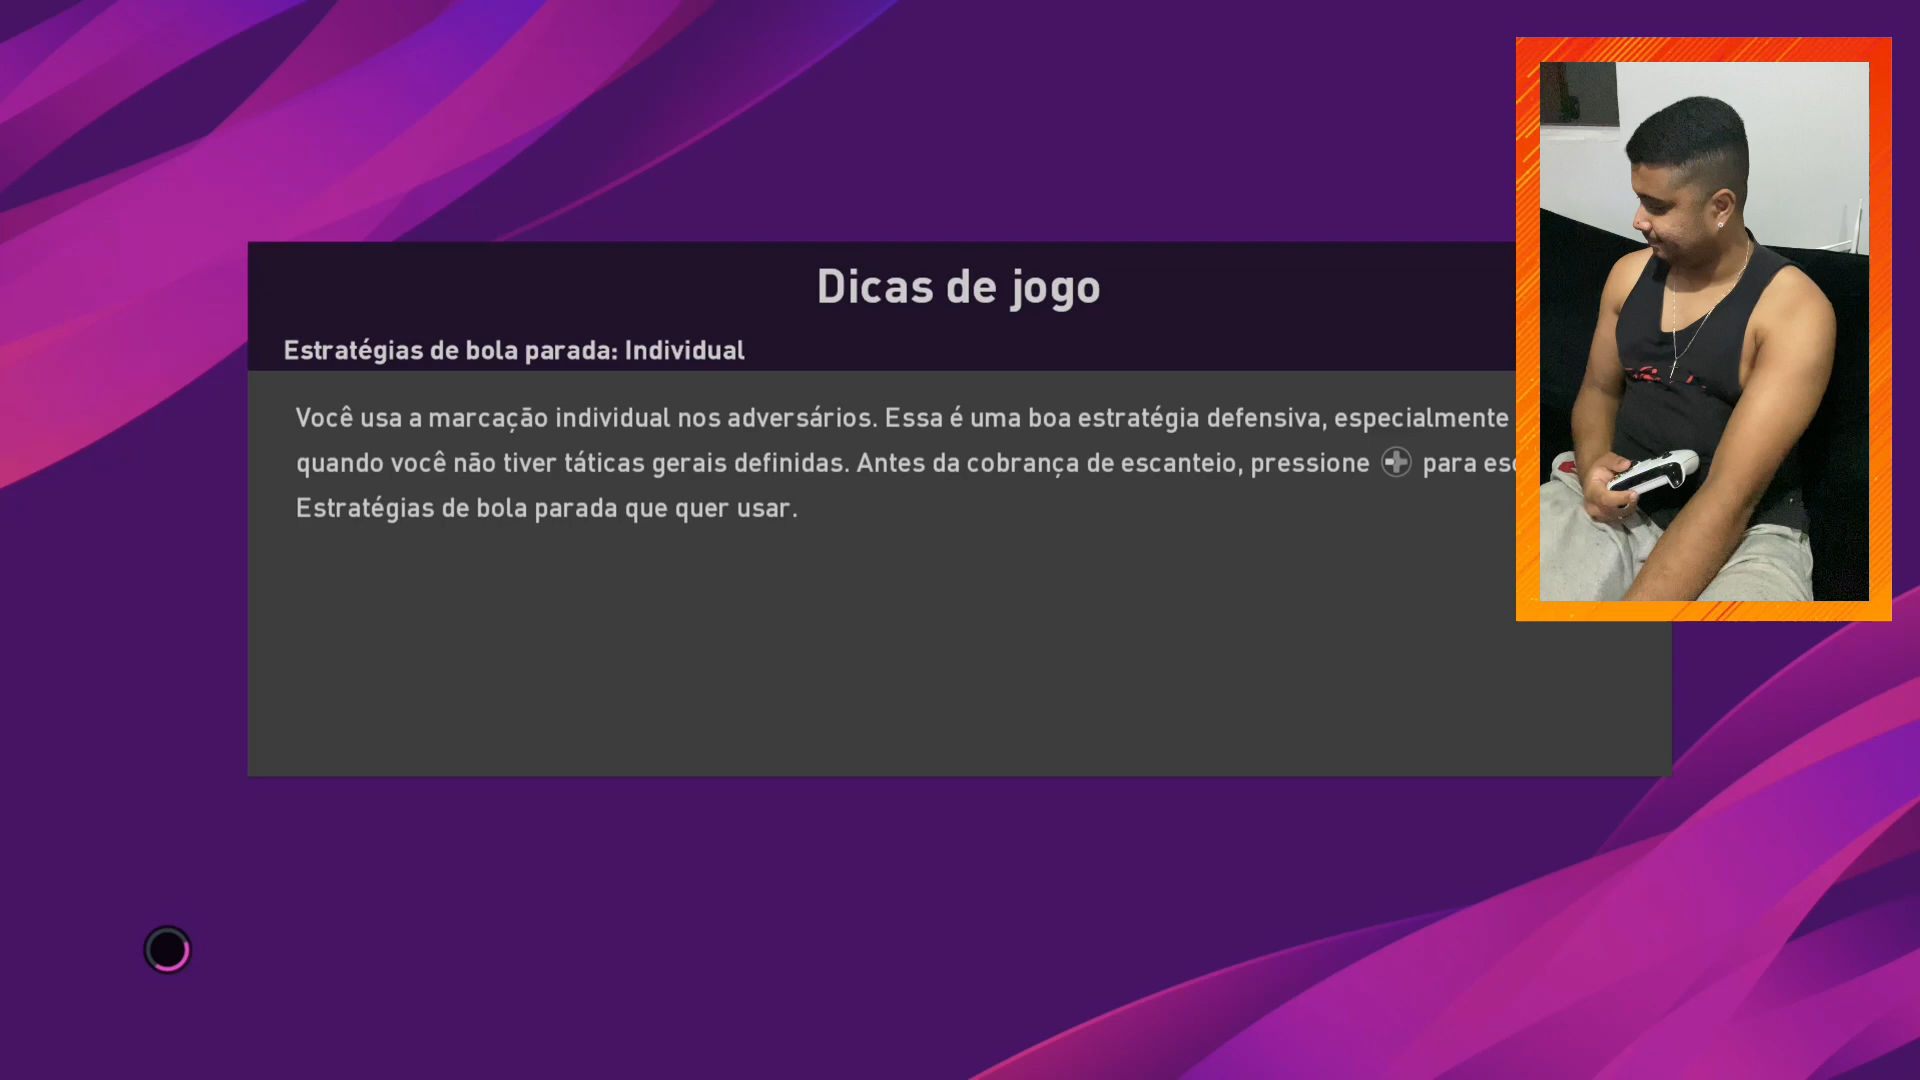 Dicas de jogo
Estratégias de bola parada: Individual
Você usa a marcação individual nos adversários. Essa é uma boa estratégia defensiva, especialmente
quando você não tiver táticas gerais definidas. Antes da cobrança de escanteio, pressione para
Estratégias de bola parada que quer usar.